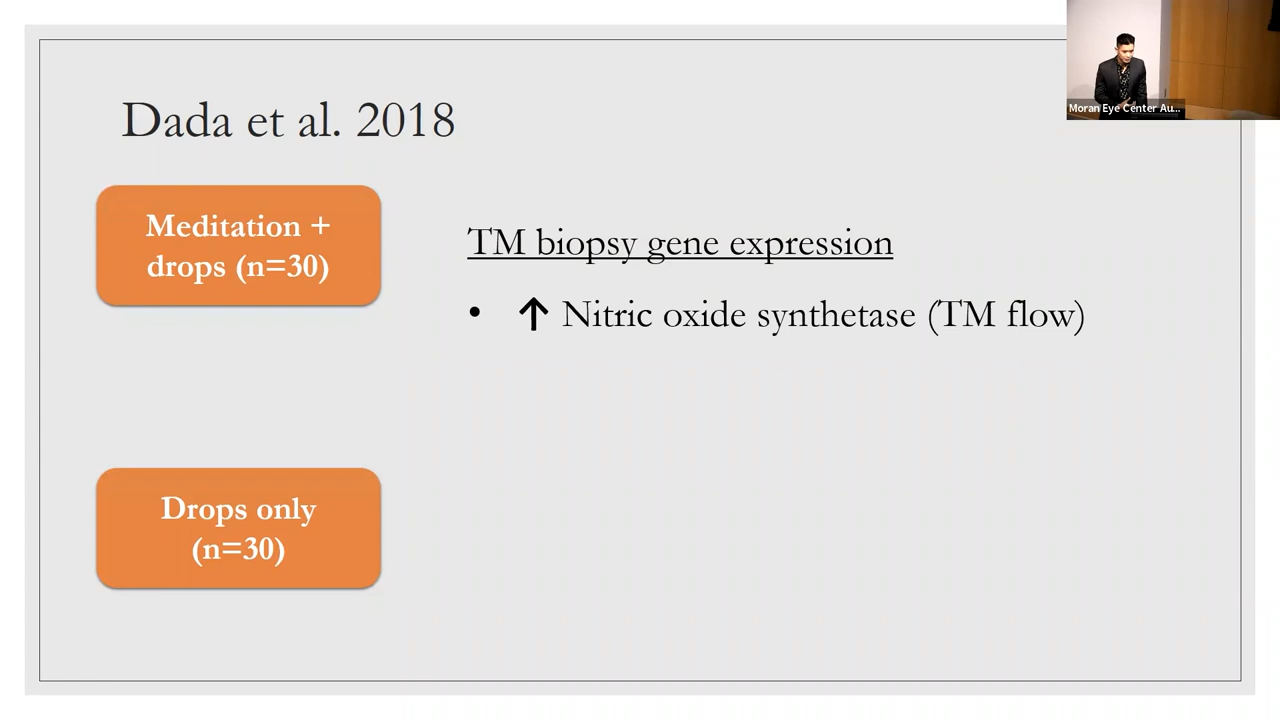 Dada et al. 2018
Meditation +
drops (n=30)
TM biopsy gene expression
• ↑ Nitric oxide synthetase (TM flow)
Drops only
(n=30)
Moran Eye Center Au...